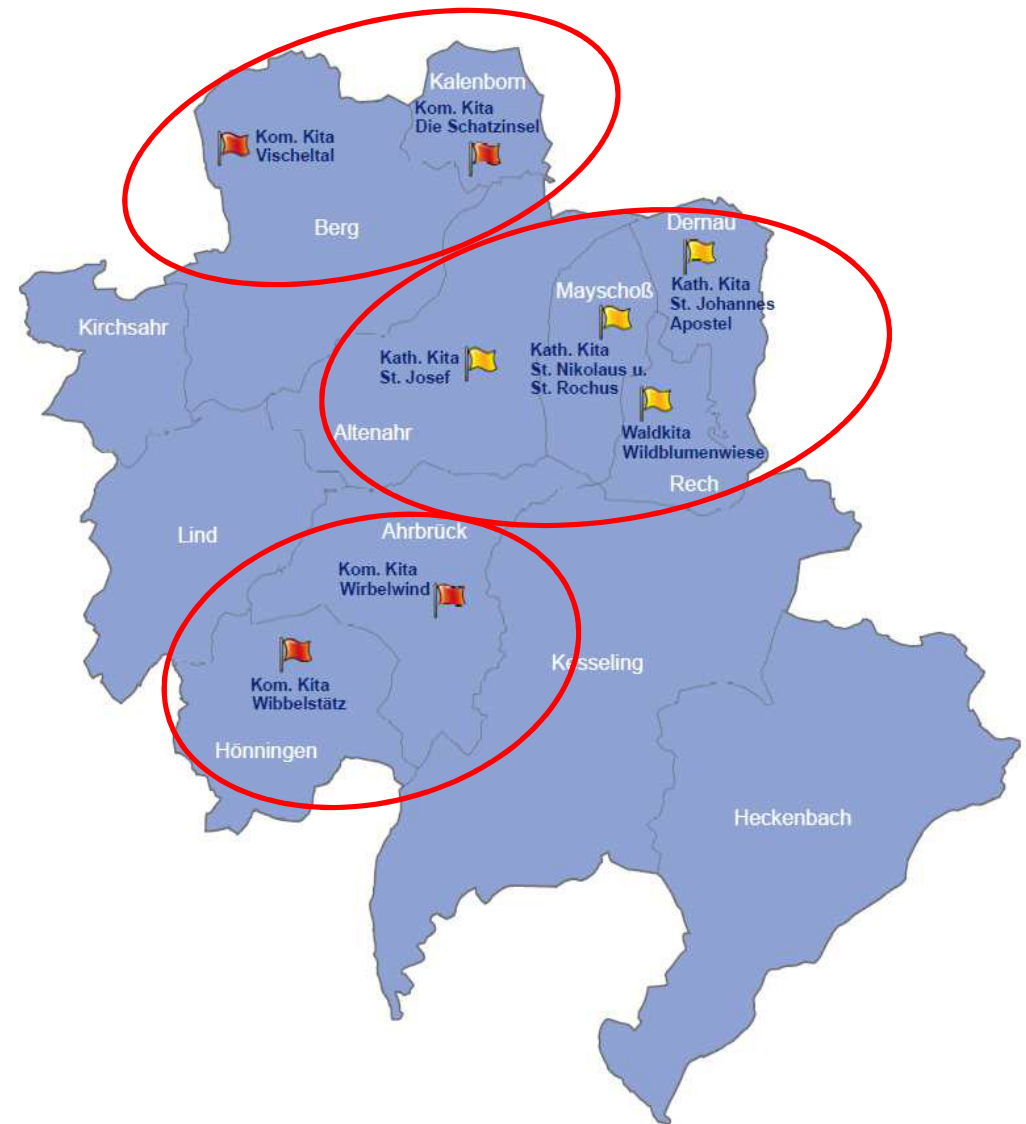 Kalenborn
Kom. Kita
Die Schatzinsel
Kom. Kita
Vischeltal
Berg
Dernau
Kath. Kita
St. Johannes
Apostel
Mayschoß
Kirchsahr
Kath. Kita
St. Josef
Kath. Kita
St. Nikolaus u.
St. Rochus
Altenahr
Waldkita
Wildblumenwiese
Rech
Lind
Ahrbrück
Kom. Kita
Wirbelwind
Kesseling
Kom. Kita
Wibbelstätz
Hönningen
Heckenbach